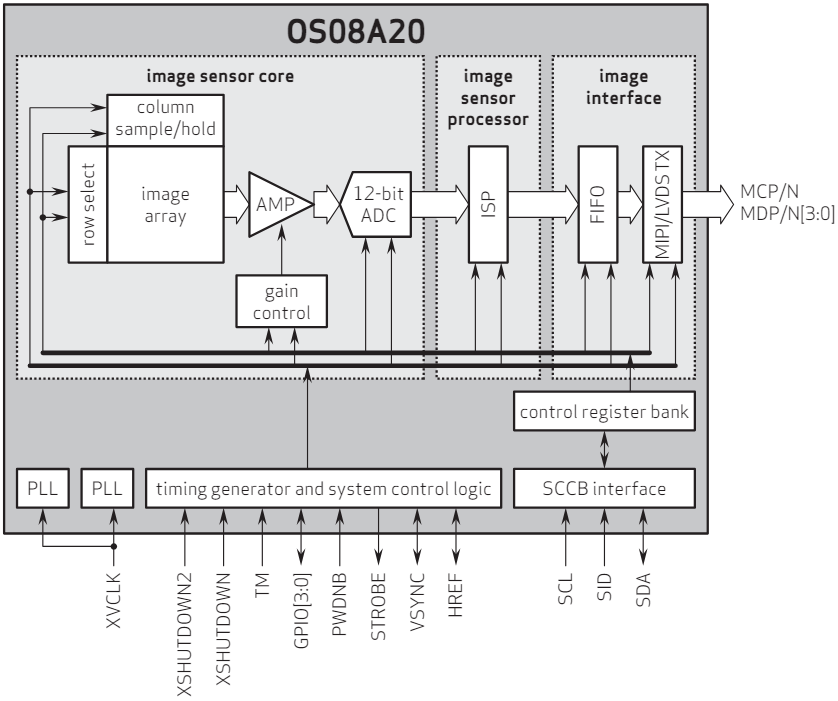 OS08A20
image sensor core
image
sensor
processor
image
interface
column
sample/hold
row select
image
array
AMP
12-bit
ADC
ISP
FIFO
MIPI/LVDS TX
MCP/N
MDP/N[3:0]
gain
control
control register bank
PLL
PLL
timing generator and system control logic
SCCB interface
XVCLK
XSHUTDOWN2
XSHUTDOWN
TM
GPIO[3:0]
PWDNB
STROBE
VSYNC
HREF
SCL
SID
SDA